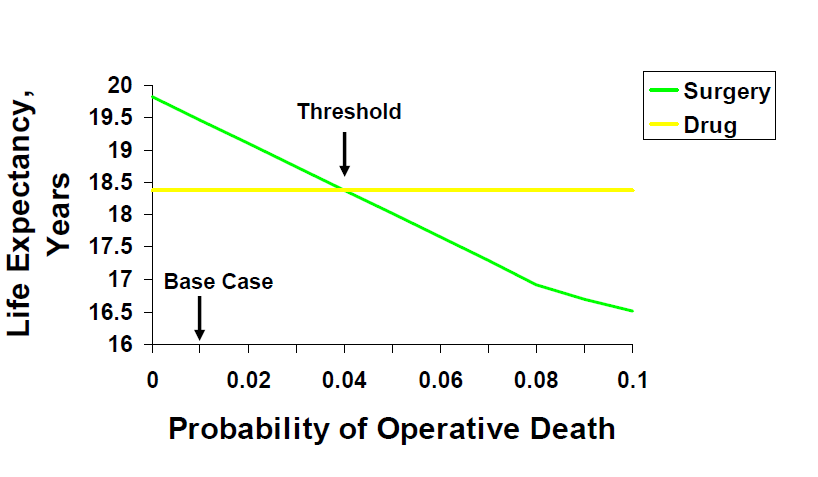 Life Expectancy,
Years
20
19.5
19
18.5
18
17.5
17
16.5
16
Threshold
Base Case
0
0.02
0.04
0.06
0.08
0.1
Probability of Operative Death
Surgery
Drug